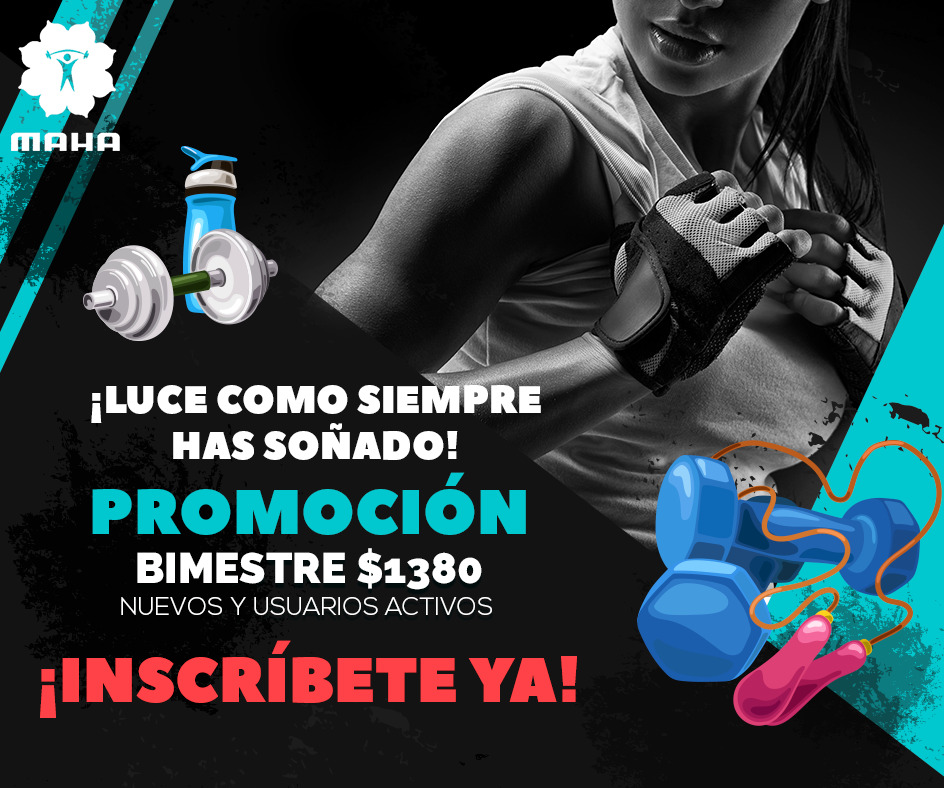 MAHA
¡LUCE COMO SIEMPRE
HAS SOÑADO!
PROMOCIÓN
BIMESTRE $1380
NUEVOS Y USUARIOS ACTIVOS
¡INSCRÍBETE YA!